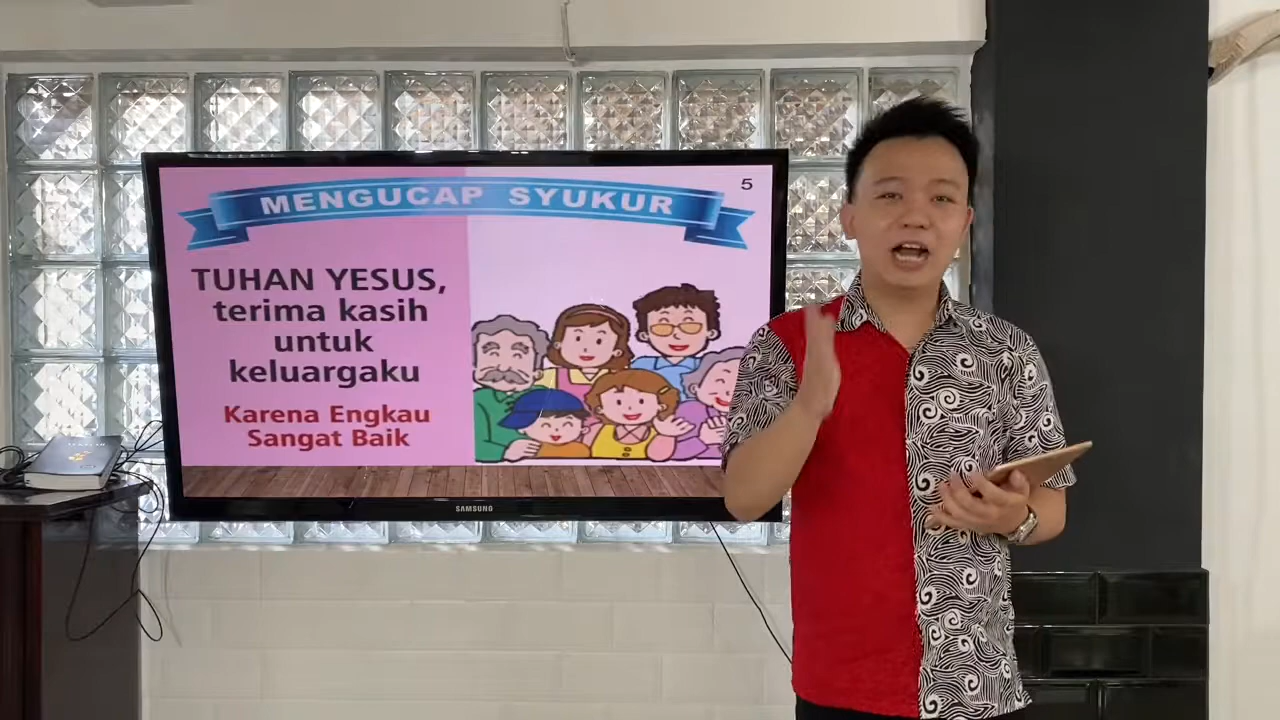 MENGUCAP SYUKUR
5
TUHAN YESUS,
terima kasih
untuk
keluargaku
Karena Engkau
Sangat Baik
SAMSUNG